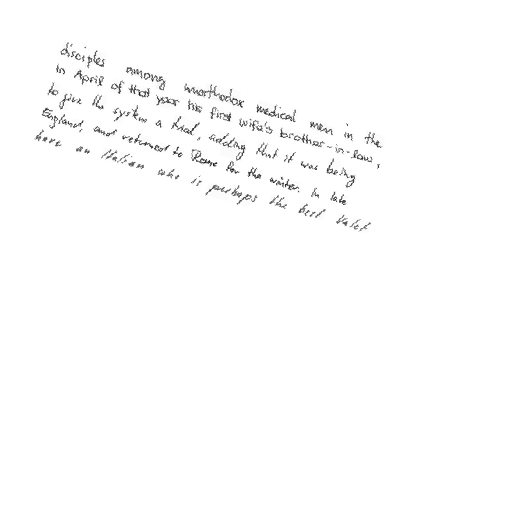 disciples among unorthodox medical men in the
in April of that year his first wife's brother-in-law,
to give the system a trial, adding that it was being
England, and returned to Rome for the winter. In late
have an Italian who is perhaps the best valet